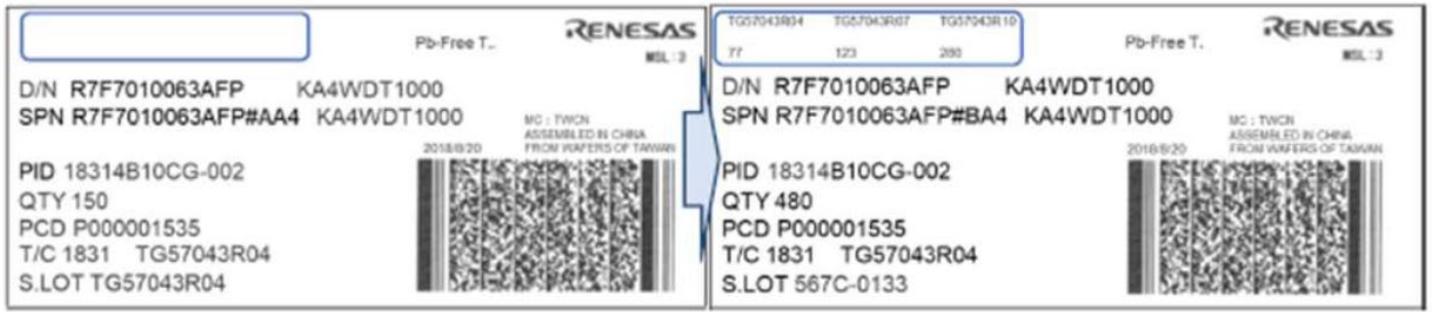 Pb-Free T..
RENESAS
MSL : 3
D/N R7F7010063AFP KA4WDT1000
SPN R7F7010063AFP#AA4 KA4WDT1000
MC : TWCN
ASSEMBLED IN CHINA
2018/8/20 FROM WAFERS OF TAIWAN
PID 18314B10CG-002
QTY 150
PCD P000001535
T/C 1831 TG57043R04
S.LOT TG57043R04
TG57043R04 TG57043R07 TG57043R10
77 123 280
Pb-Free T.
RENESAS
MSL : 3
D/N R7F7010063AFP KA4WDT1000
SPN R7F7010063AFP#BA4 KA4WDT1000
MC : TWCN
ASSEMBLED IN CHINA
2018/8/20 FROM WAFERS OF TAIWAN
PID 18314B10CG-002
QTY 480
PCD P000001535
T/C 1831 TG57043R04
S.LOT 567C-0133